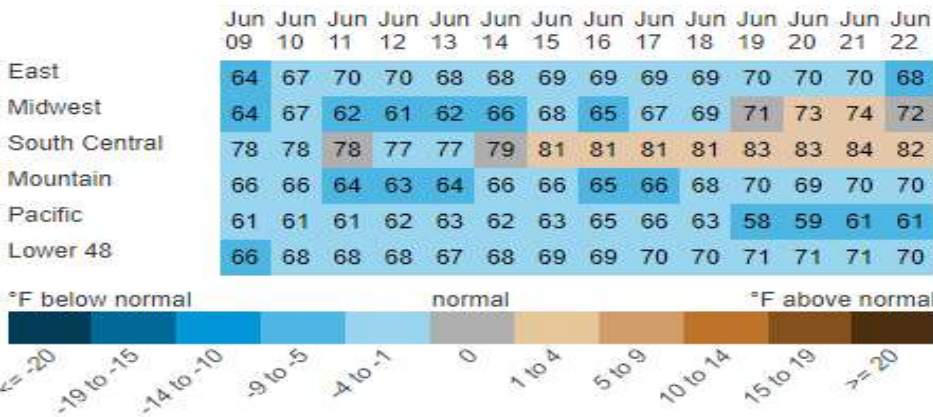 Jun Jun Jun Jun Jun Jun Jun Jun Jun Jun Jun Jun Jun Jun
09 10 11 12 13 14 15 16 17 18 19 20 21 22
East 64 67 70 70 68 68 69 69 69 69 70 70 70 68
Midwest 64 67 62 61 62 66 68 65 67 69 71 73 74 72
South Central 78 78 78 77 77 79 81 81 81 81 83 83 84 82
Mountain 66 66 64 63 64 66 66 65 66 68 70 69 70 70
Pacific 61 61 61 62 63 62 63 65 66 63 58 59 61 61
Lower 48 66 68 68 68 67 68 69 69 70 70 71 71 71 70
°F below normal normal °F above normal
<= -20 -19 to -15 -14 to -10 -9 to -5 -4 to -1 0 1 to 4 5 to 9 10 to 14 15 to 19 >= 20